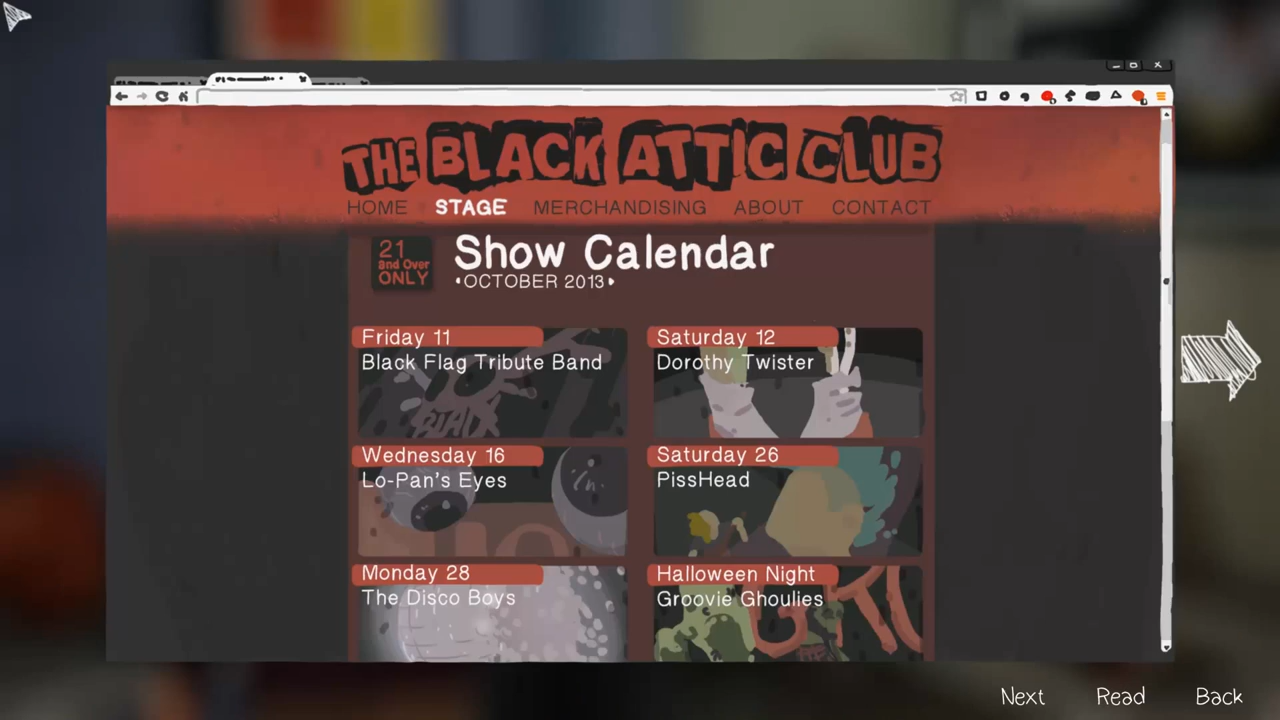 THE BLACK ATTIC CLUB
HOME STAGE MERCHANDISING ABOUT CONTACT
21
and Over
ONLY
Show Calendar
OCTOBER 2013
Friday 11
Black Flag Tribute Band
Saturday 12
Dorothy Twister
Wednesday 16
Lo-Pan's Eyes
Saturday 26
PissHead
Monday 28
The Disco Boys
Halloween Night
Groovie Ghoulies
Next Read Back